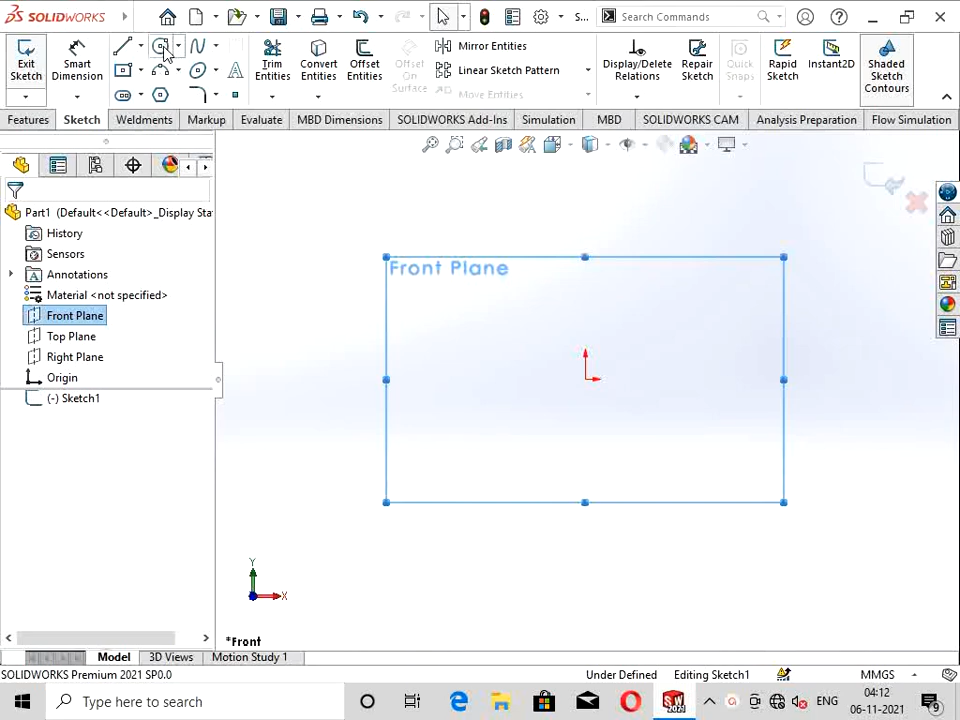 SOLIDWORKS
S...
Search Commands
Exit Sketch
Smart Dimension
Trim Entities
Convert Entities
Offset Entities
Offset On Surface
Mirror Entities
Linear Sketch Pattern
Move Entities
Display/Delete Relations
Repair Sketch
Quick Snaps
Rapid Sketch
Instant2D
Shaded Sketch Contours
Features
Sketch
Weldments
Markup
Evaluate
MBD Dimensions
SOLIDWORKS Add-Ins
Simulation
MBD
SOLIDWORKS CAM
Analysis Preparation
Flow Simulation
Part1 (Default<<Default>_Display Sta
History
Sensors
Annotations
Material <not specified>
Front Plane
Top Plane
Right Plane
Origin
(-) Sketch1
Front Plane
Y
X
*Front
Model
3D Views
Motion Study 1
SOLIDWORKS Premium 2021 SP0.0
Under Defined
Editing Sketch1
MMGS
Type here to search
ENG
04:12
06-11-2021